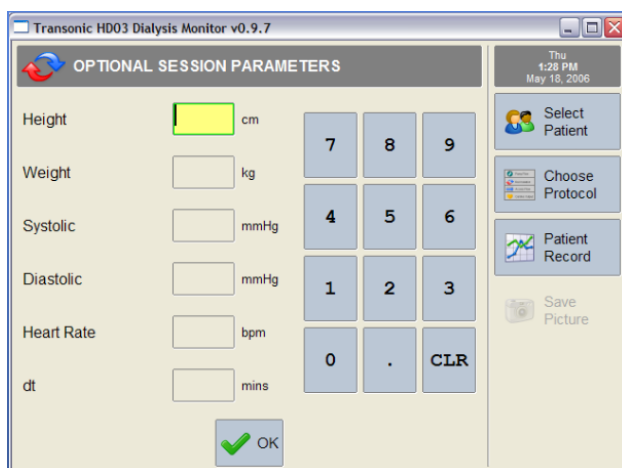 Transonic HD03 Dialysis Monitor v0.9.7
OPTIONAL SESSION PARAMETERS
Thu
1:28 PM
May 18, 2006
Height cm
Weight kg
Systolic mmHg
Diastolic mmHg
Heart Rate bpm
dt mins
7 8 9
4 5 6
1 2 3
0 . CLR
OK
Select
Patient
Choose
Protocol
Patient
Record
Save
Picture